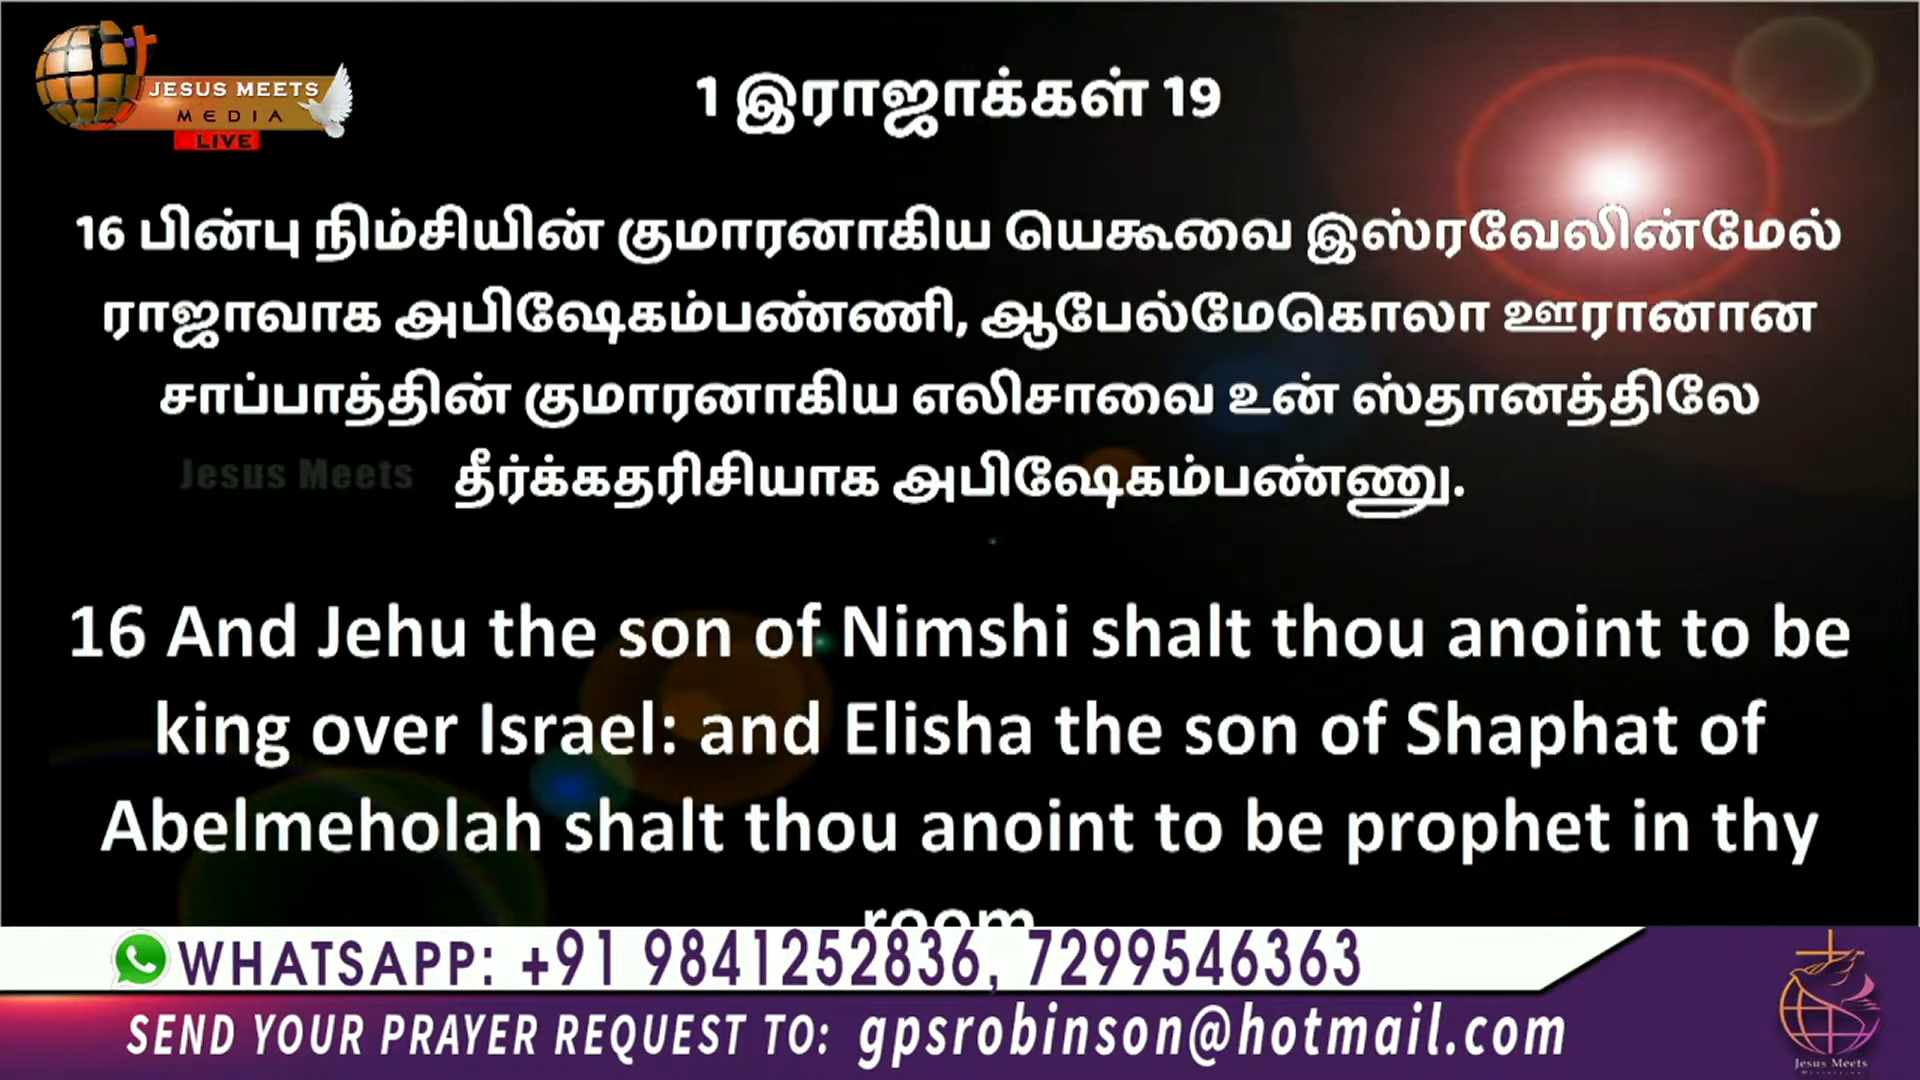 JESUS MEETS
MEDIA
LIVE
1 இராஜாக்கள் 19
16 பின்பு நிம்சியின் குமாரனாகிய யெகூவை இஸ்ரவேலின்மேல்
ராஜாவாக அபிஷேகம்பண்ணி, ஆபேல்மேகொலா ஊரானான
சாப்பாத்தின் குமாரனாகிய எலிசாவை உன் ஸ்தானத்திலே
Jesus Meets
தீர்க்கதரிசியாக அபிஷேகம்பண்ணு.
16 And Jehu the son of Nimshi shalt thou anoint to be
king over Israel: and Elisha the son of Shaphat of
Abelmeholah shalt thou anoint to be prophet in thy
room
WHATSAPP: +91 9841252836, 7299546363
SEND YOUR PRAYER REQUEST TO: gpsrobinson@hotmail.com
Jesus Meets